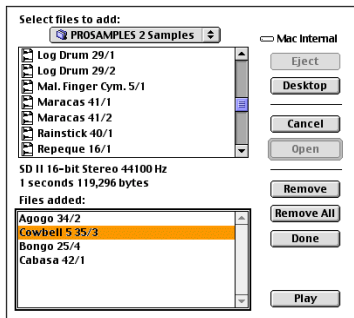 Select files to add:
PROSAMPLES 2 Samples
Mac Internal
Log Drum 29/1
Log Drum 29/2
Mal. Finger Cym. 5/1
Maracas 41/1
Maracas 41/2
Rainstick 40/1
Repeque 16/1
Eject
Desktop
Cancel
Open
SD II 16-bit Stereo 44100 Hz
1 seconds 119,296 bytes
Files added:
Agogo 34/2
Cowbell 5 35/3
Bongo 25/4
Cabasa 42/1
Remove
Remove All
Done
Play